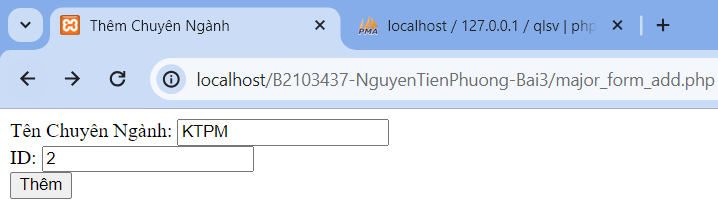 Thêm Chuyên Ngành
PMA localhost / 127.0.0.1 / qlsv | php
localhost/B2103437-NguyenTienPhuong-Bai3/major_form_add.php
Tên Chuyên Ngành: KTPM
ID: 2
Thêm